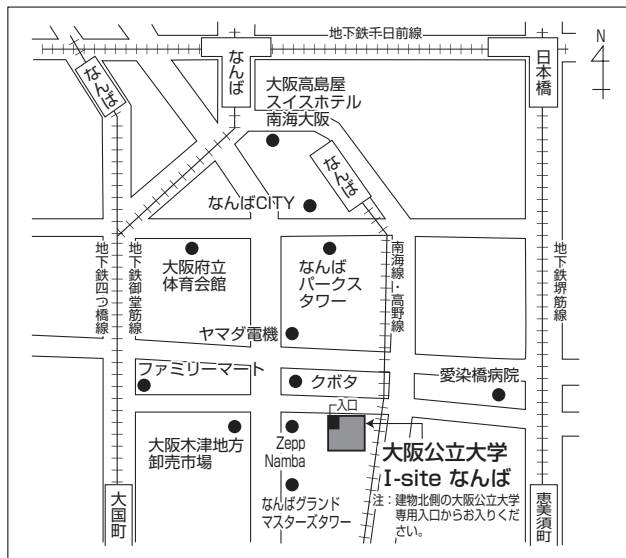 地下鉄千日前線
N
なんば
なんば
日本橋
大阪高島屋
スイスホテル
南海大阪
なんば
なんばCITY
地下鉄四つ橋線
地下鉄御堂筋線
大阪府立
体育会館
なんば
パークス
タワー
南海線・高野線
地下鉄堺筋線
ヤマダ電機
ファミリーマート
クボタ
愛染橋病院
入口
大阪木津地方
卸売市場
Zepp
Namba
大阪公立大学
I-site なんば
注：建物北側の大阪公立大学
専用入口からお入りくだ
さい。
なんばグランド
マスターズタワー
大国町
恵美須町